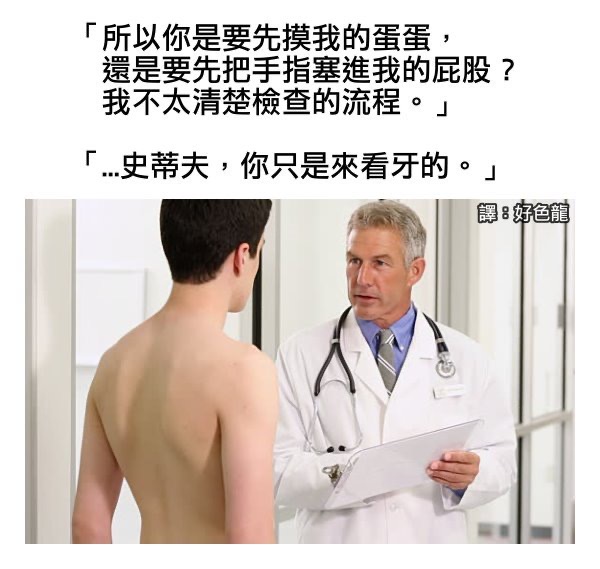 「所以你是要先摸我的蛋蛋，
還是要先把手指塞進我的屁股？
我不太清楚檢查的流程。」
「...史蒂夫，你只是來看牙的。」
譯：好色龍